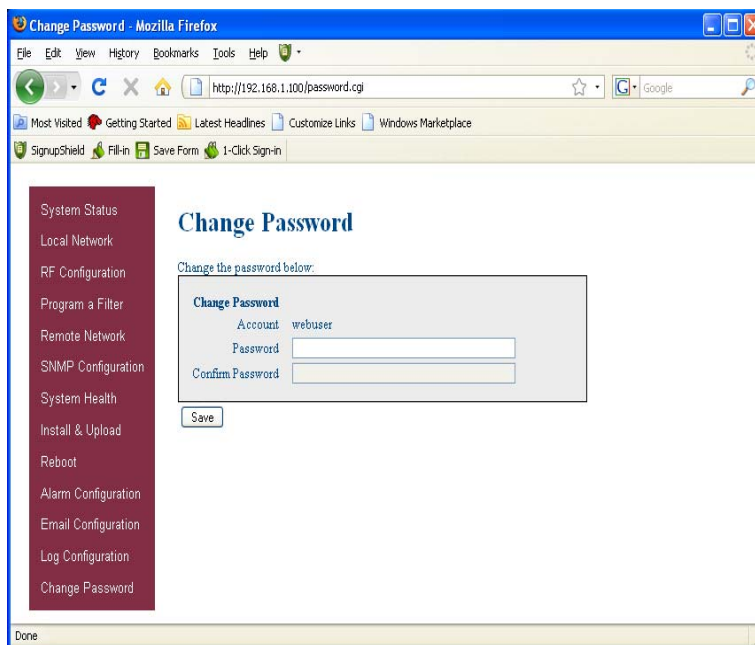 Change Password - Mozilla Firefox
File Edit View History Bookmarks Tools Help
http://192.168.1.100/password.cgi
G Google
Most Visited Getting Started Latest Headlines Customize Links Windows Marketplace
SignupShield Fill-in Save Form 1-Click Sign-in
System Status
Local Network
RF Configuration
Program a Filter
Remote Network
SNMP Configuration
System Health
Install & Upload
Reboot
Alarm Configuration
Email Configuration
Log Configuration
Change Password
Change Password
Change the password below:
Change Password
Account webuser
Password
Confirm Password
Save
Done